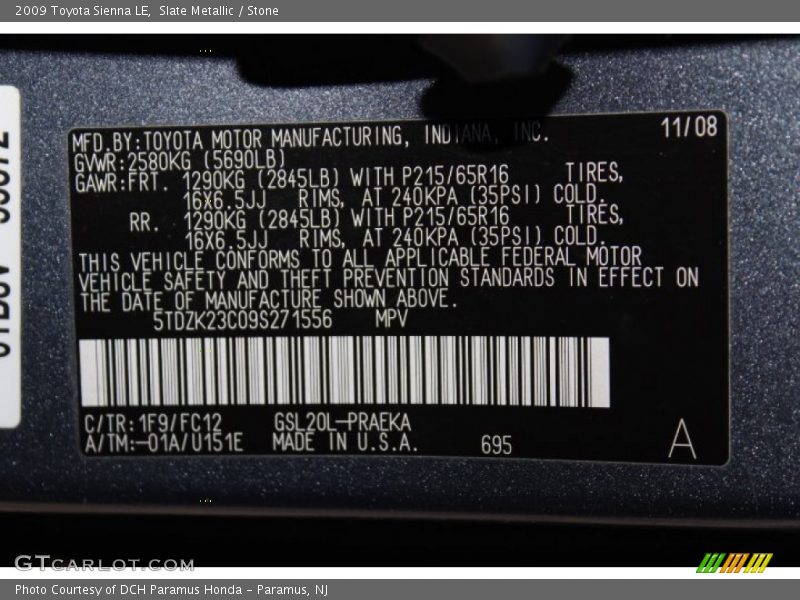 2009 Toyota Sienna LE,  Slate Metallic / Stone
MFD.BY:TOYOTA MOTOR MANUFACTURING, INDIANA, INC. 11/08
GVWR:2580KG (5690LB)
GAWR:FRT. 1290KG (2845LB) WITH P215/65R16 TIRES,
16X6.5JJ RIMS, AT 240KPA (35PSI) COLD.
RR. 1290KG (2845LB) WITH P215/65R16 TIRES,
16X6.5JJ RIMS, AT 240KPA (35PSI) COLD.
THIS VEHICLE CONFORMS TO ALL APPLICABLE FEDERAL MOTOR
VEHICLE SAFETY AND THEFT PREVENTION STANDARDS IN EFFECT ON
THE DATE OF MANUFACTURE SHOWN ABOVE.
5TDZK23C09S271556 MPV
C/TR:1F9/FC12 GSL20L-PRAEKA
A/TM:-01A/U151E MADE IN U.S.A. 695 A
GTCARLOT.COM
Photo Courtesy of DCH Paramus Honda - Paramus, NJ